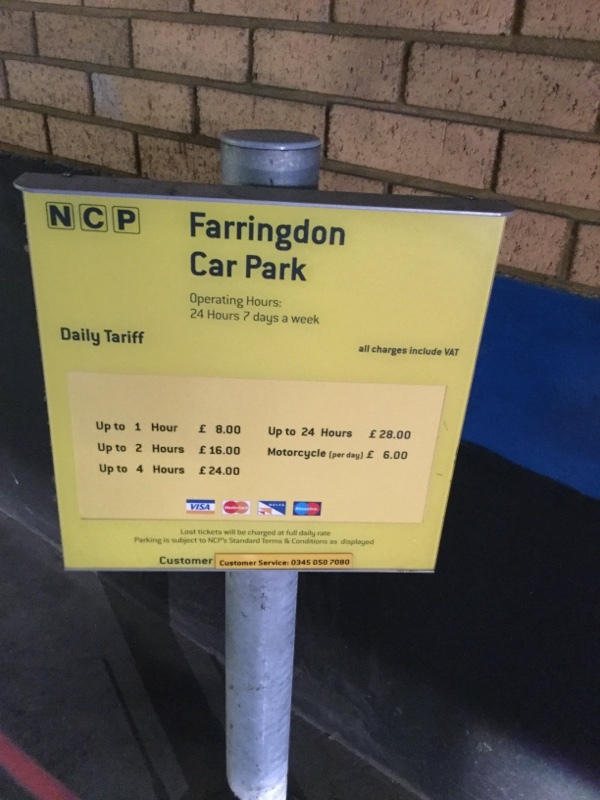 NCP
Farringdon
Car Park
Operating Hours:
24 Hours 7 days a week
Daily Tariff
all charges include VAT
Up to 1 Hour £ 8.00
Up to 2 Hours £ 16.00
Up to 4 Hours £ 24.00
Up to 24 Hours £ 28.00
Motorcycle (per day) £ 6.00
VISA MasterCard DELTA Maestro
Lost tickets will be charged at full daily rate
Parking is subject to NCP's Standard Terms & Conditions as displayed
Customer Customer Service: 0345 050 7080